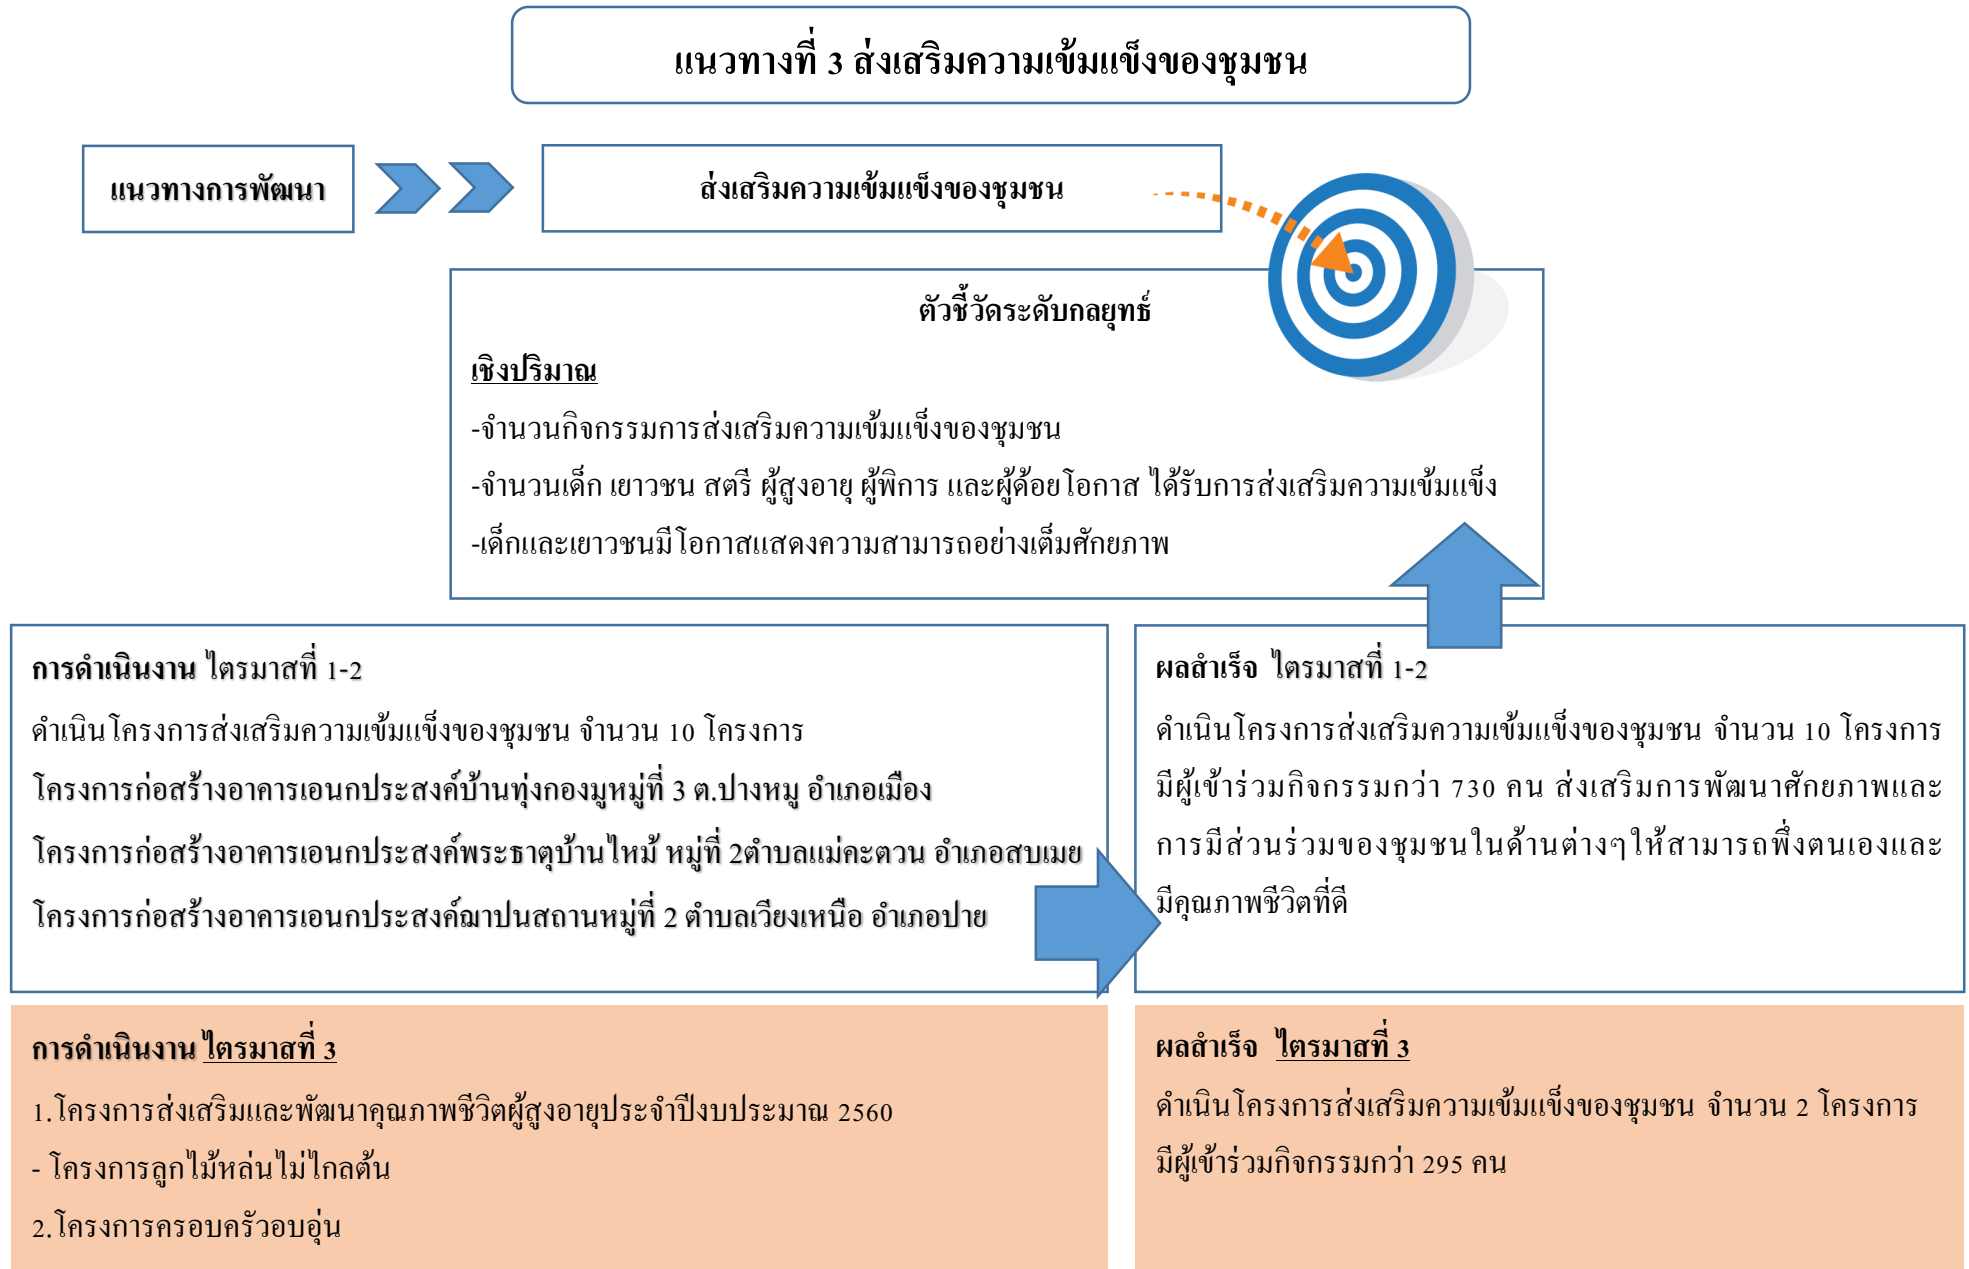 แนวทางที่ 3 ส่งเสริมความเข้มแข็งของชุมชน
แนวทางการพัฒนา
ส่งเสริมความเข้มแข็งของชุมชน
ตัวชี้วัดระดับกลยุทธ์
เชิงปริมาณ
-จำนวนกิจกรรมการส่งเสริมความเข้มแข็งของชุมชน
-จำนวนเด็ก เยาวชน สตรี ผู้สูงอายุ ผู้พิการ และผู้ด้อยโอกาส ได้รับการส่งเสริมความเข้มแข็ง
-เด็กและเยาวชนมีโอกาสแสดงความสามารถอย่างเต็มศักยภาพ
การดำเนินงาน ไตรมาสที่ 1-2
ดำเนินโครงการส่งเสริมความเข้มแข็งของชุมชน จำนวน 10 โครงการ
โครงการก่อสร้างอาคารเอนกประสงค์บ้านทุ่งกองมูหมู่ที่ 3 ต.ปางหมู อำเภอเมือง
โครงการก่อสร้างอาคารเอนกประสงค์พระธาตุบ้านไหม้ หมู่ที่ 2ตำบลแม่คะตวน อำเภอสบเมย
โครงการก่อสร้างอาคารเอนกประสงค์ฌาปนสถานหมู่ที่ 2 ตำบลเวียงเหนือ อำเภอปาย
ผลสำเร็จ ไตรมาสที่ 1-2
ดำเนินโครงการส่งเสริมความเข้มแข็งของชุมชน จำนวน 10 โครงการ
มีผู้เข้าร่วมกิจกรรมกว่า 730 คน ส่งเสริมการพัฒนาศักยภาพและ
การมีส่วนร่วมของชุมชนในด้านต่างๆให้สามารถพึ่งตนเองและ
มีคุณภาพชีวิตที่ดี
การดำเนินงาน ไตรมาสที่ 3
1.โครงการส่งเสริมและพัฒนาคุณภาพชีวิตผู้สูงอายุประจำปีงบประมาณ 2560
- โครงการลูกไม้หล่นไม่ไกลต้น
2.โครงการครอบครัวอบอุ่น
ผลสำเร็จ ไตรมาสที่ 3
ดำเนินโครงการส่งเสริมความเข้มแข็งของชุมชน จำนวน 2 โครงการ
มีผู้เข้าร่วมกิจกรรมกว่า 295 คน